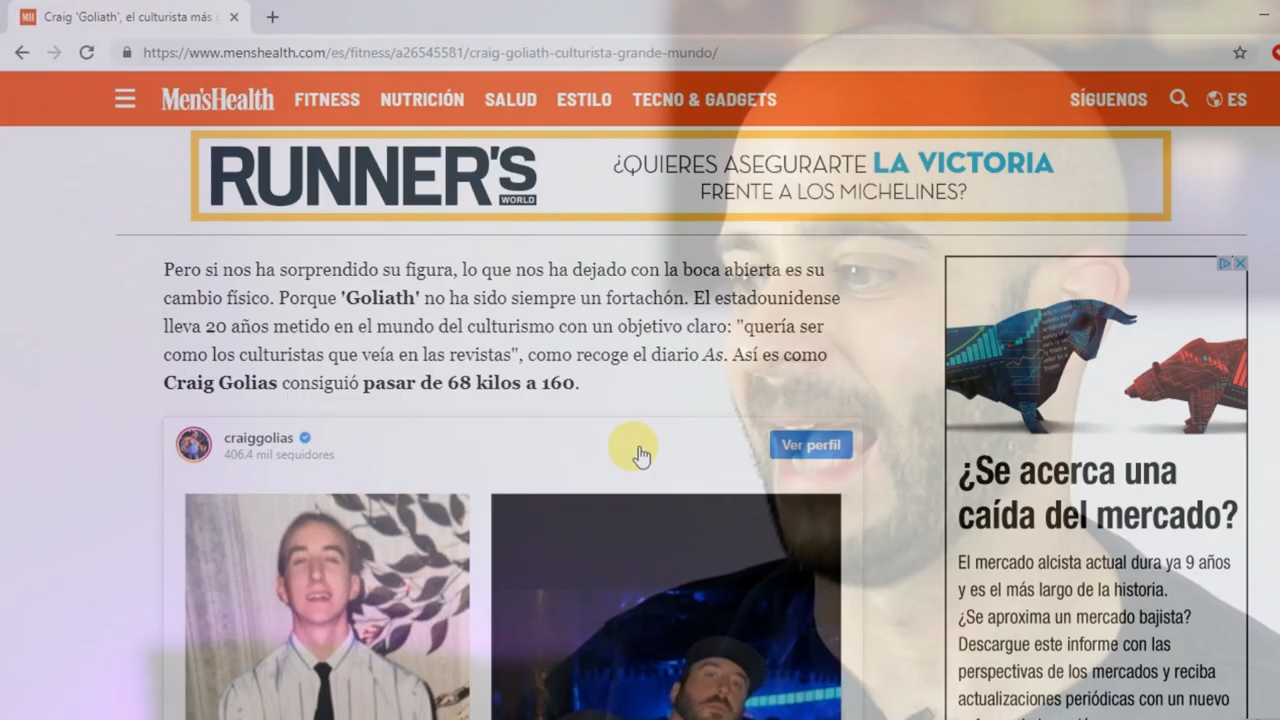 Craig 'Goliath', el culturista más
https://www.menshealth.com/es/fitness/a26545581/craig-goliath-culturista-grande-mundo/
Men'sHealth FITNESS NUTRICIÓN SALUD ESTILO TECNO & GADGETS SÍGUENOS ES
RUNNER'S
WORLD
¿QUIERES ASEGURARTE LA VICTORIA
FRENTE A LOS MICHELINES?
Pero si nos ha sorprendido su figura, lo que nos ha dejado con la boca abierta es su
cambio físico. Porque 'Goliath' no ha sido siempre un fortachón. El estadounidense
lleva 20 años metido en el mundo del culturismo con un objetivo claro: "quería ser
como los culturistas que veía en las revistas", como recoge el diario As. Así es como
Craig Golias consiguió pasar de 68 kilos a 160.
craiggolias
406.4 mil seguidores
Ver perfil
¿Se acerca una
caída del mercado?
El mercado alcista actual dura ya 9 años
y es el más largo de la historia.
¿Se aproxima un mercado bajista?
Descargue este informe con las
perspectivas de los mercados y reciba
actualizaciones periódicas con un nuevo